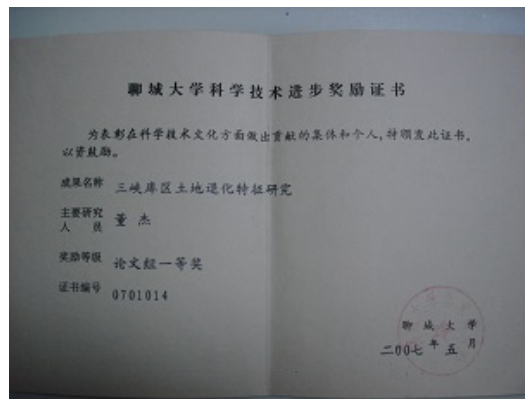 聊城大学科学技术进步奖励证书
为表彰在科学技术文化方面做出贡献的集体和个人,特颁发此证书。
以资鼓励。
成果名称 三峡库区土地退化特征研究
主要研究
人员 董杰
奖励等级 论文组一等奖
证书编号 0701014
聊城大学
二00七年五月